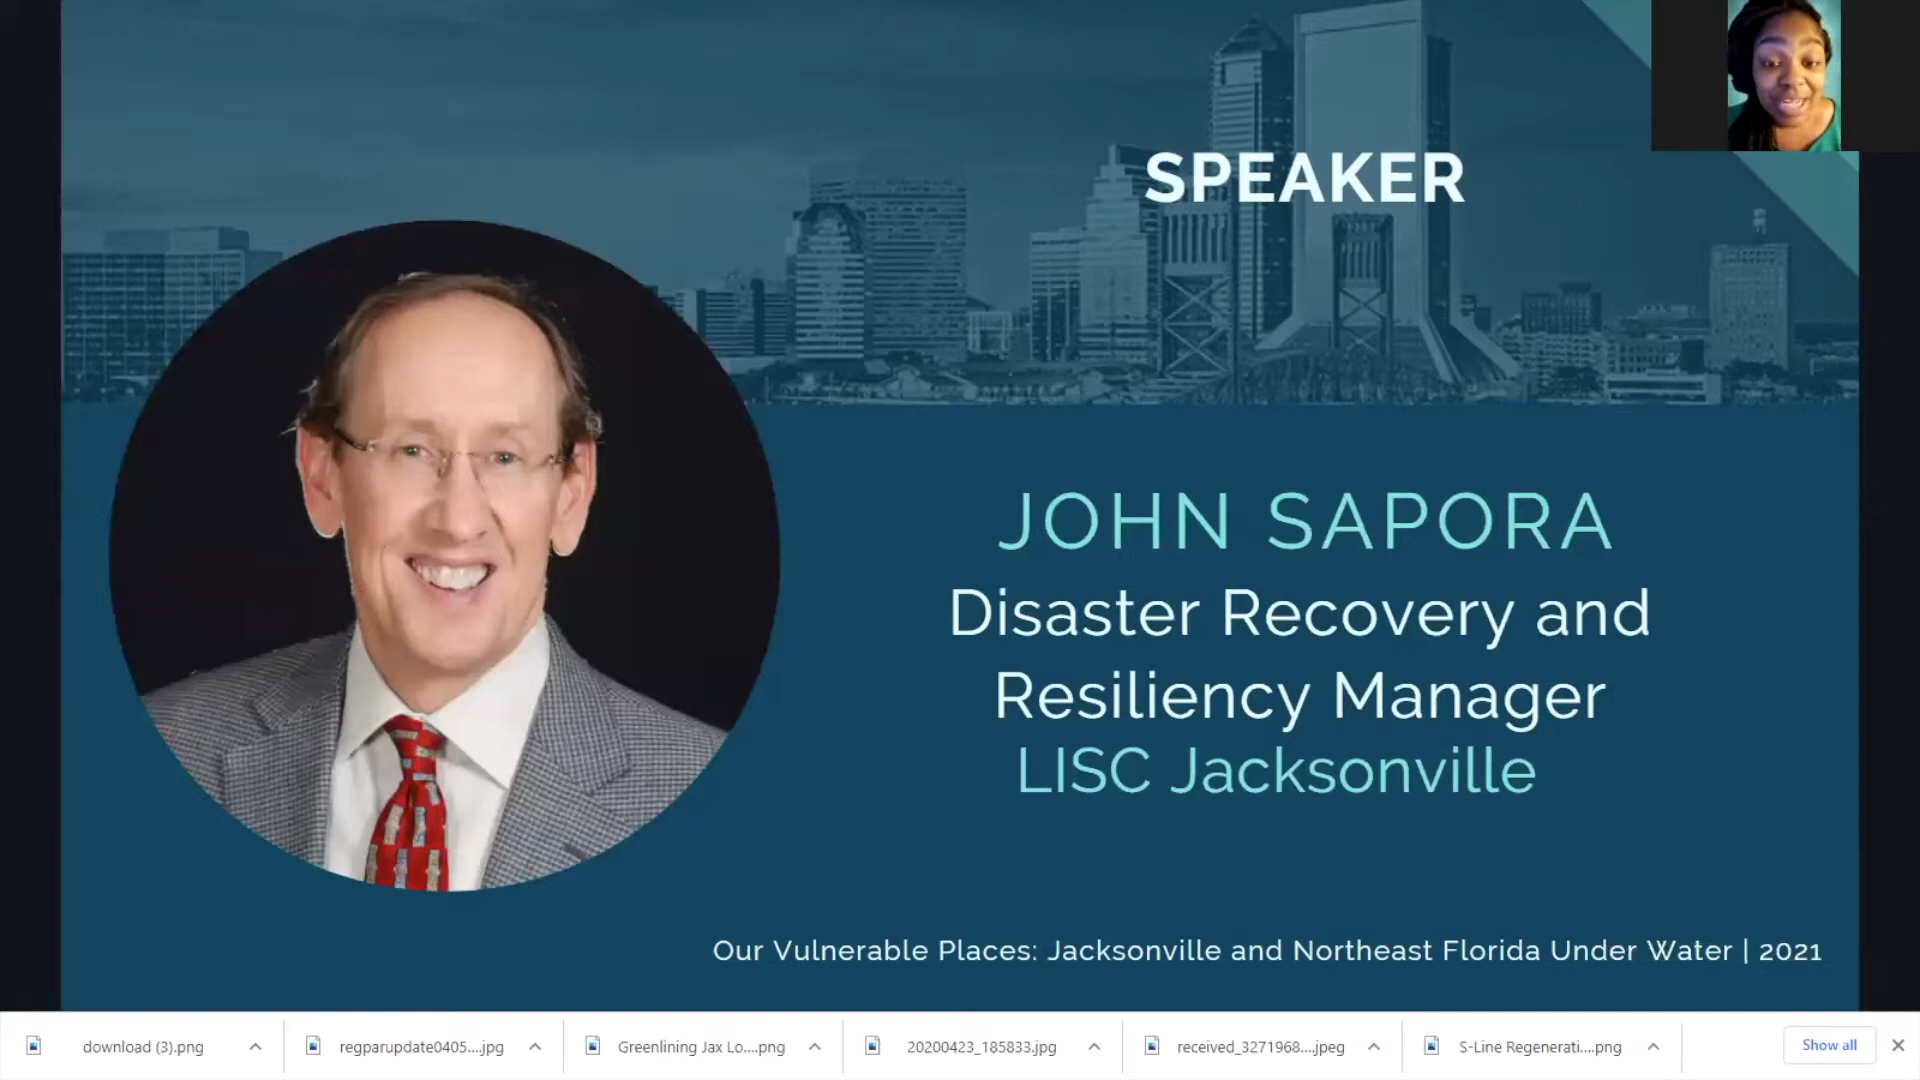 SPEAKER
JOHN SAPORA
Disaster Recovery and
Resiliency Manager
LISC Jacksonville
Our Vulnerable Places: Jacksonville and Northeast Florida Under Water | 2021
download (3).png
regparupdate0405....jpg
Greenlining Jax Lo....png
20200423_185833.jpg
received_3271968....jpeg
S-Line Regenerati....png
Show all